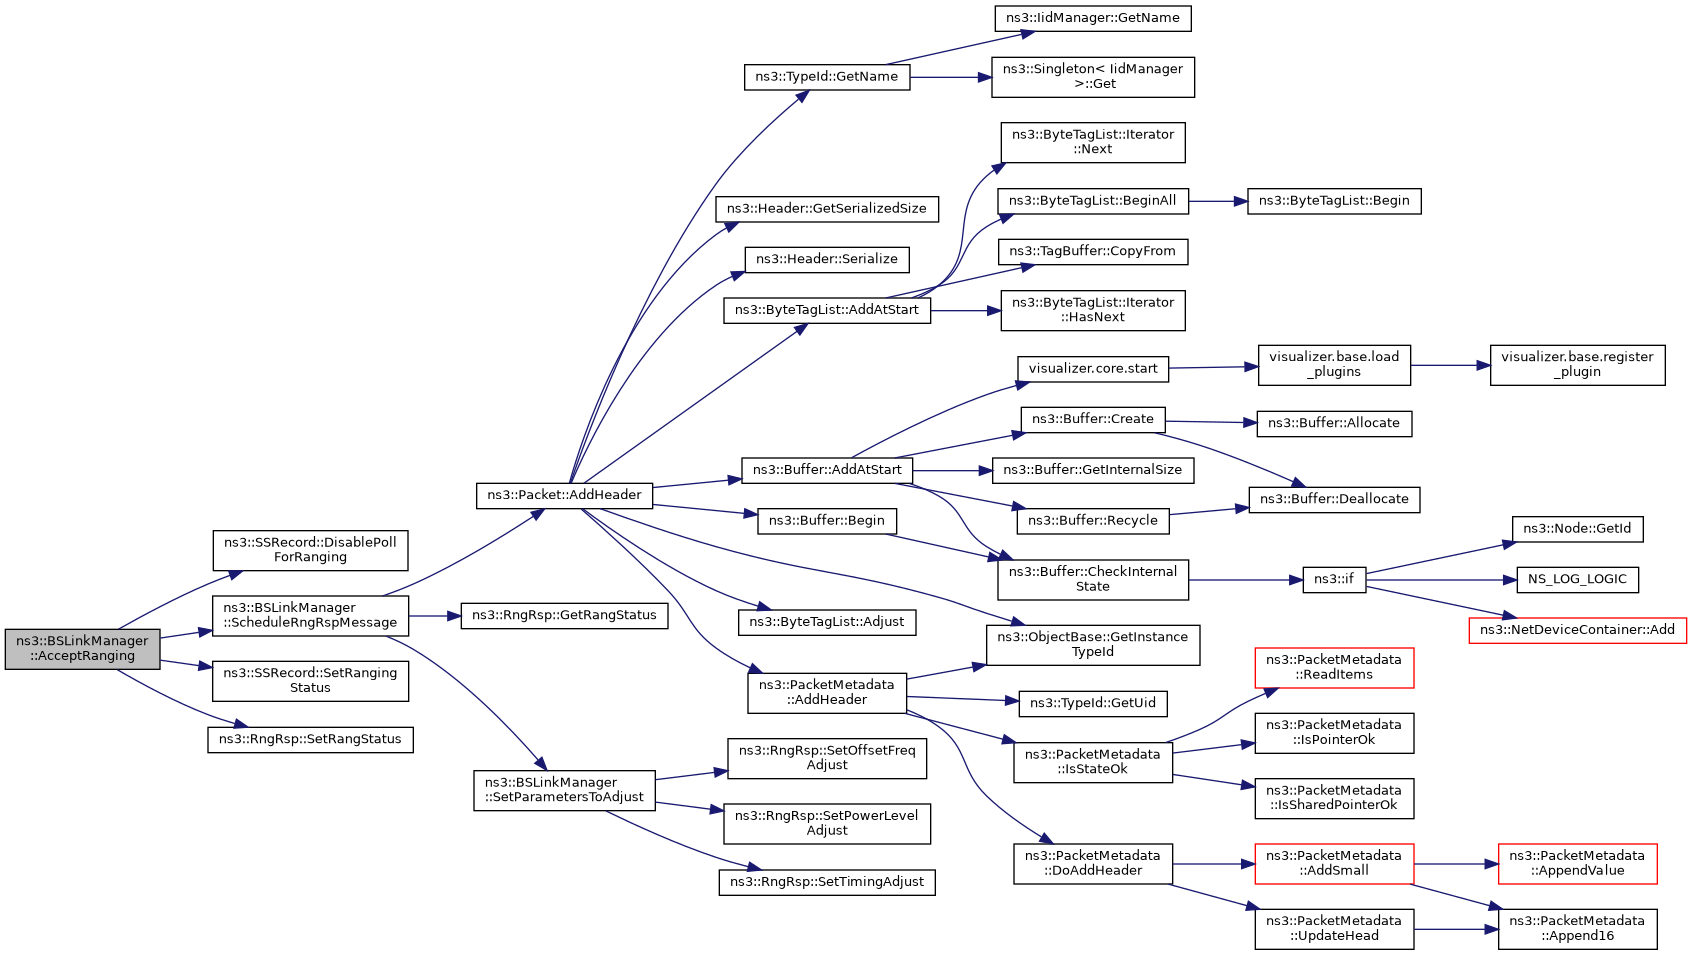 ns3::IidManager::GetName
ns3::TypeId::GetName
ns3::Singleton< IidManager
>::Get
ns3::ByteTagList::Iterator
::Next
ns3::Header::GetSerializedSize
ns3::ByteTagList::BeginAll
ns3::ByteTagList::Begin
ns3::Header::Serialize
ns3::TagBuffer::CopyFrom
ns3::ByteTagList::AddAtStart
ns3::ByteTagList::Iterator
::HasNext
visualizer.core.start
visualizer.base.load
_plugins
visualizer.base.register
_plugin
ns3::Buffer::Create
ns3::Buffer::Allocate
ns3::Buffer::AddAtStart
ns3::Buffer::GetInternalSize
ns3::Packet::AddHeader
ns3::Buffer::Deallocate
ns3::Buffer::Begin
ns3::Buffer::Recycle
ns3::Node::GetId
ns3::SSRecord::DisablePoll
ForRanging
ns3::Buffer::CheckInternal
State
ns3::if
NS_LOG_LOGIC
ns3::BSLinkManager
::ScheduleRngRspMessage
ns3::RngRsp::GetRangStatus
ns3::ByteTagList::Adjust
ns3::NetDeviceContainer::Add
ns3::BSLinkManager
::AcceptRanging
ns3::ObjectBase::GetInstance
TypeId
ns3::SSRecord::SetRanging
Status
ns3::PacketMetadata
::AddHeader
ns3::PacketMetadata
::ReadItems
ns3::TypeId::GetUid
ns3::RngRsp::SetRangStatus
ns3::PacketMetadata
::IsPointerOk
ns3::RngRsp::SetOffsetFreq
Adjust
ns3::PacketMetadata
::IsStateOk
ns3::BSLinkManager
::SetParametersToAdjust
ns3::PacketMetadata
::IsSharedPointerOk
ns3::RngRsp::SetPowerLevel
Adjust
ns3::PacketMetadata
::DoAddHeader
ns3::PacketMetadata
::AddSmall
ns3::PacketMetadata
::AppendValue
ns3::RngRsp::SetTimingAdjust
ns3::PacketMetadata
::UpdateHead
ns3::PacketMetadata
::Append16